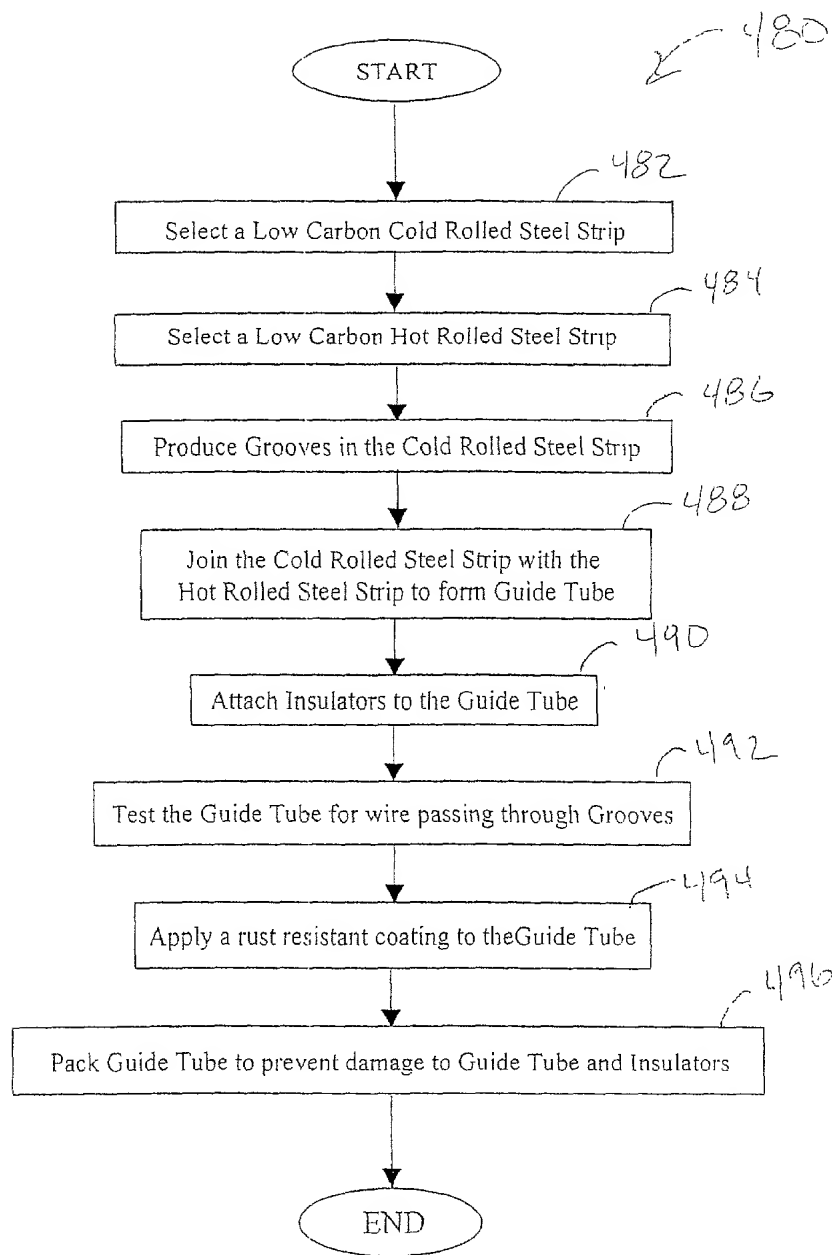 480
START
482
Select a Low Carbon Cold Rolled Steel Strip
484
Select a Low Carbon Hot Rolled Steel Strip
486
Produce Grooves in the Cold Rolled Steel Strip
488
Join the Cold Rolled Steel Strip with the
Hot Rolled Steel Strip to form Guide Tube
490
Attach Insulators to the Guide Tube
492
Test the Guide Tube for wire passing through Grooves
494
Apply a rust resistant coating to theGuide Tube
496
Pack Guide Tube to prevent damage to Guide Tube and Insulators
END